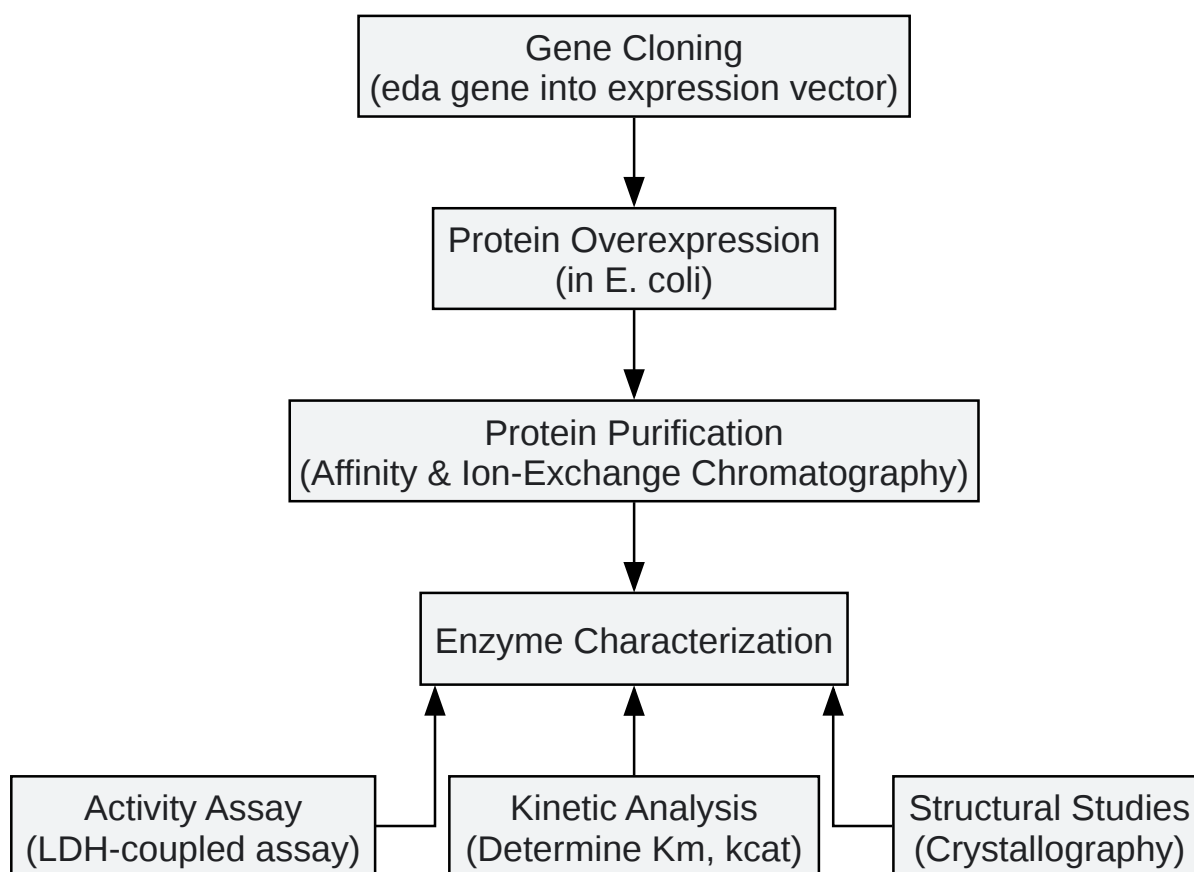 Gene Cloning
(eda gene into expression vector)
Protein Overexpression
(in E. coli)
Protein Purification
(Affinity & Ion-Exchange Chromatography)
Enzyme Characterization
Activity Assay
(LDH-coupled assay)
Kinetic Analysis
(Determine Km, kcat)
Structural Studies
(Crystallography)